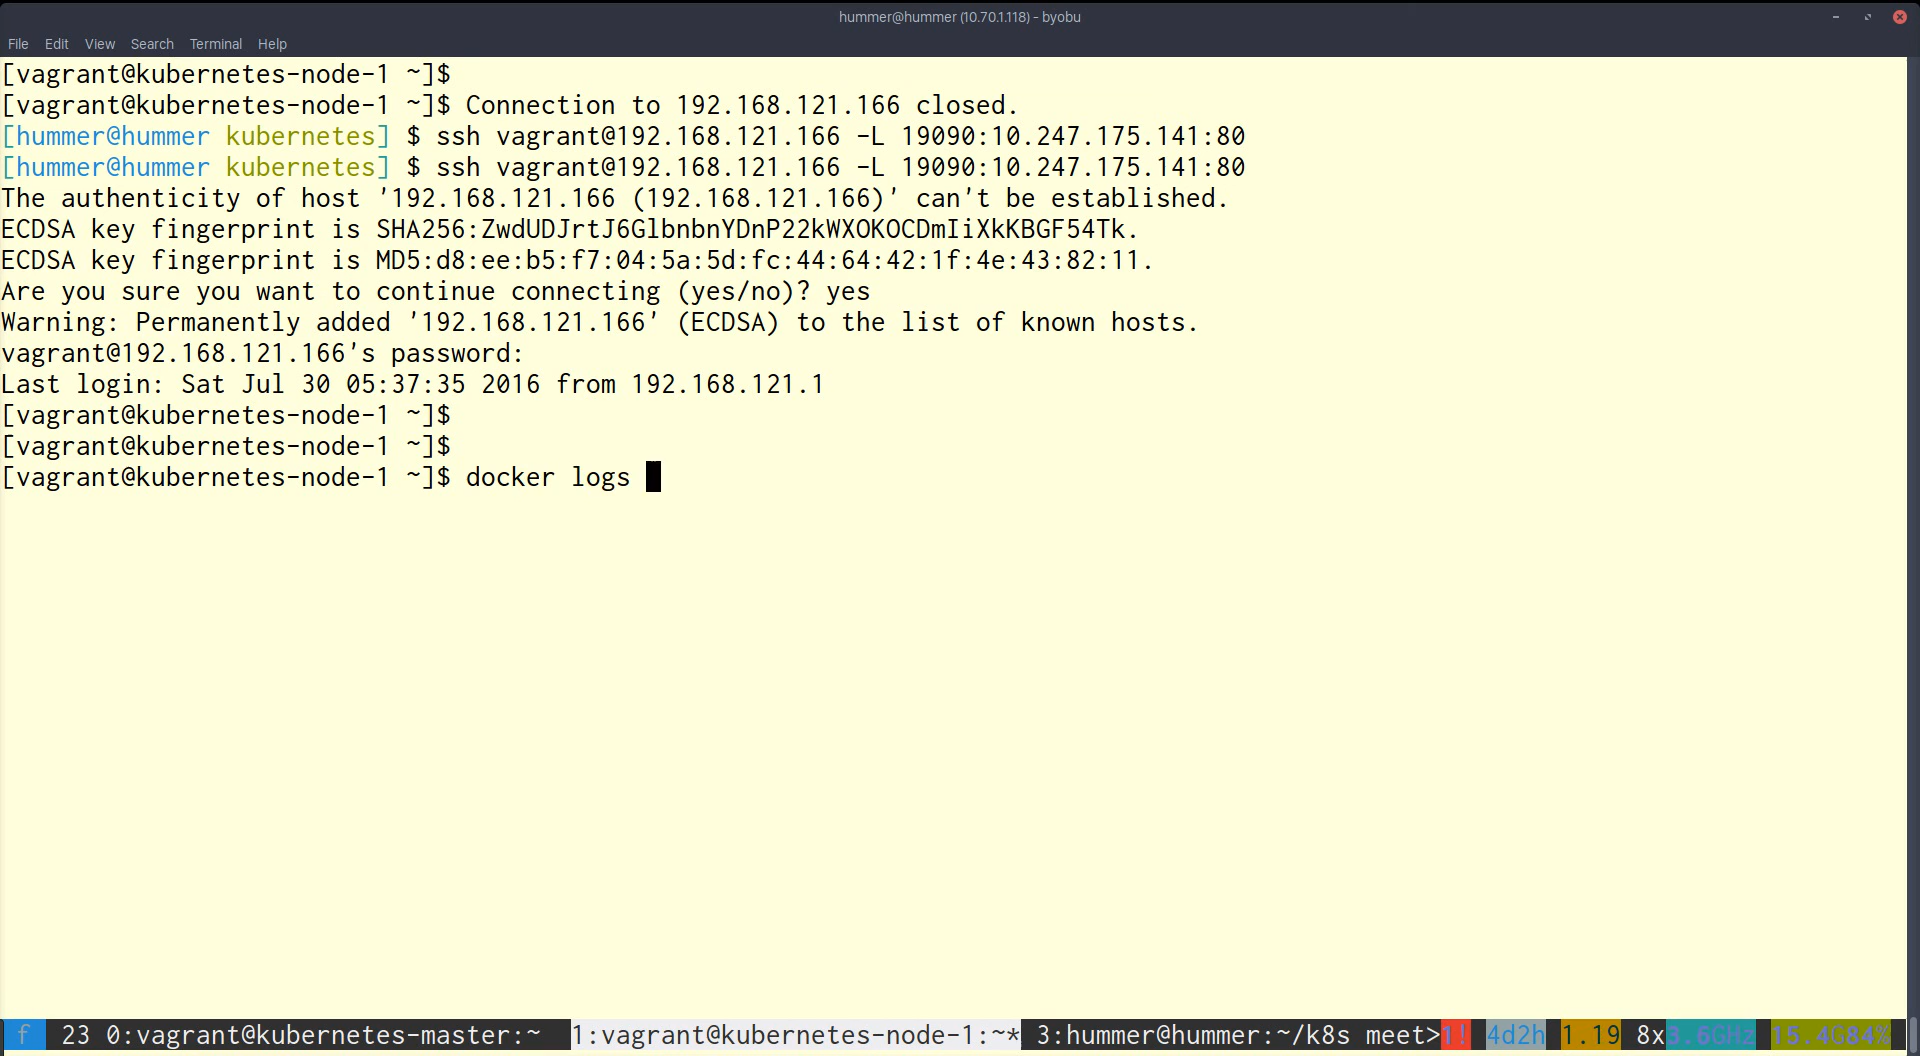 hummer@hummer (10.70.1.118) - byobu
File Edit View Search Terminal Help
[vagrant@kubernetes-node-1 ~]$
[vagrant@kubernetes-node-1 ~]$ Connection to 192.168.121.166 closed.
[hummer@hummer kubernetes] $ ssh vagrant@192.168.121.166 -L 19090:10.247.175.141:80
[hummer@hummer kubernetes] $ ssh vagrant@192.168.121.166 -L 19090:10.247.175.141:80
The authenticity of host '192.168.121.166 (192.168.121.166)' can't be established.
ECDSA key fingerprint is SHA256:ZwdUDJrtJ6GlbnbnYDnP22kWXOKOCDmIiXkKBGF54Tk.
ECDSA key fingerprint is MD5:d8:ee:b5:f7:04:5a:5d:fc:44:64:42:1f:4e:43:82:11.
Are you sure you want to continue connecting (yes/no)? yes
Warning: Permanently added '192.168.121.166' (ECDSA) to the list of known hosts.
vagrant@192.168.121.166's password:
Last login: Sat Jul 30 05:37:35 2016 from 192.168.121.1
[vagrant@kubernetes-node-1 ~]$
[vagrant@kubernetes-node-1 ~]$
[vagrant@kubernetes-node-1 ~]$ docker logs
f 23 0:vagrant@kubernetes-master:~ 1:vagrant@kubernetes-node-1:~* 3:hummer@hummer:~/k8s meet>1! 4d2h 1.19 8x3.6GHz 15.4G84%